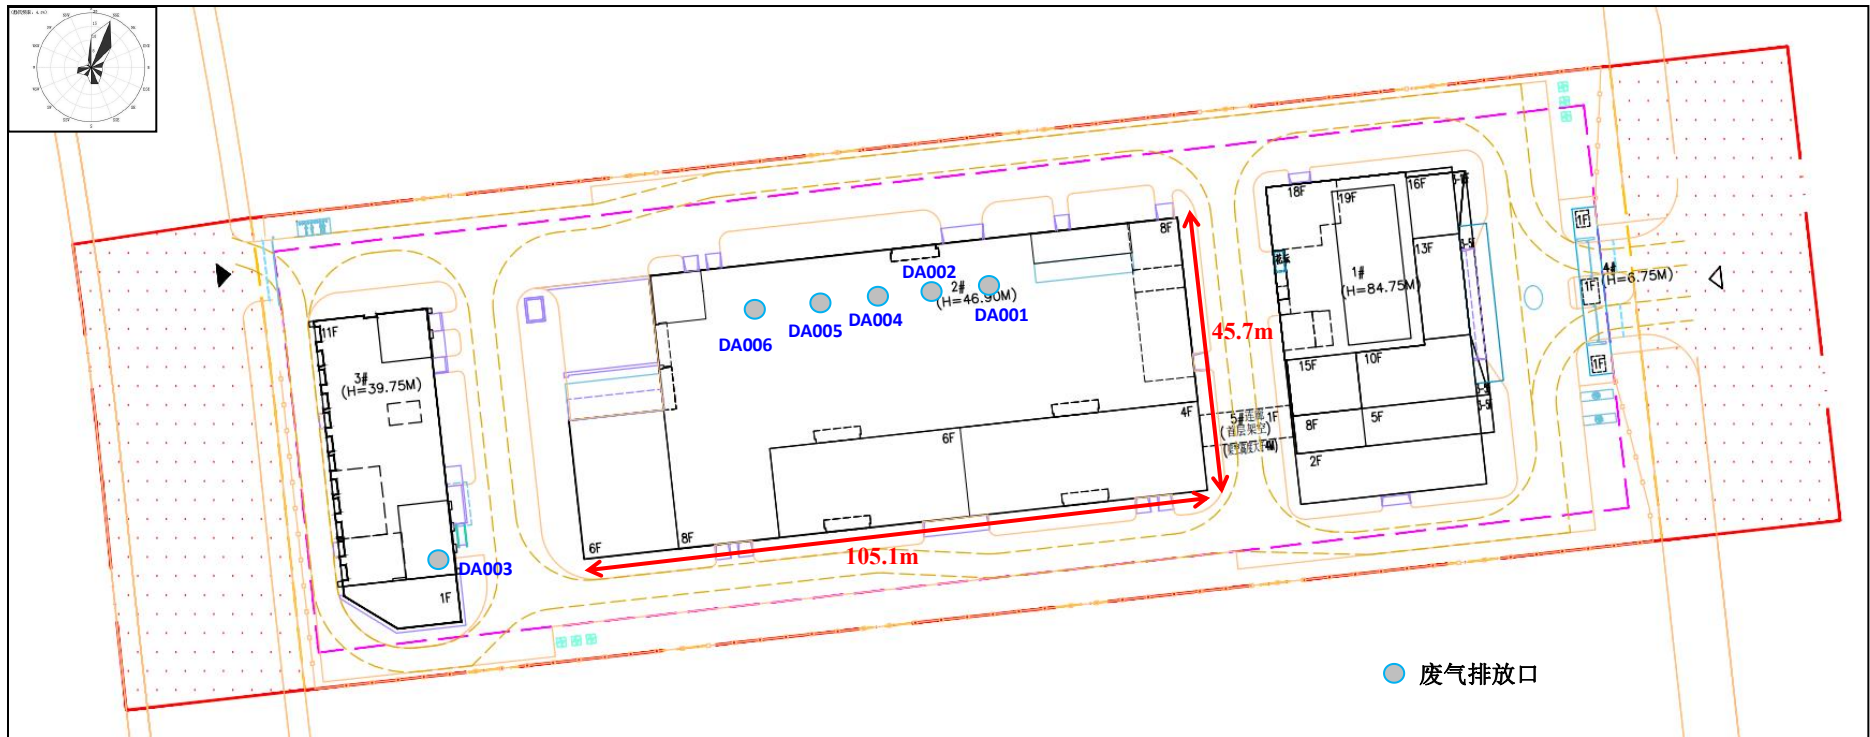 18F
19F
16F
13F
1#
(H=84.75M)
15F
10F
8F
5F
2F
8F
DA002
2#
(H=46.90M)
DA001
DA004
DA005
DA006
45.7m
4F
6F
6F
8F
105.1m
5#连廊 1F
(首层架空)
11F
3#
(H=39.75M)
DA003
1F
1F
4#
(H=6.75M)
1F
1F
废气排放口